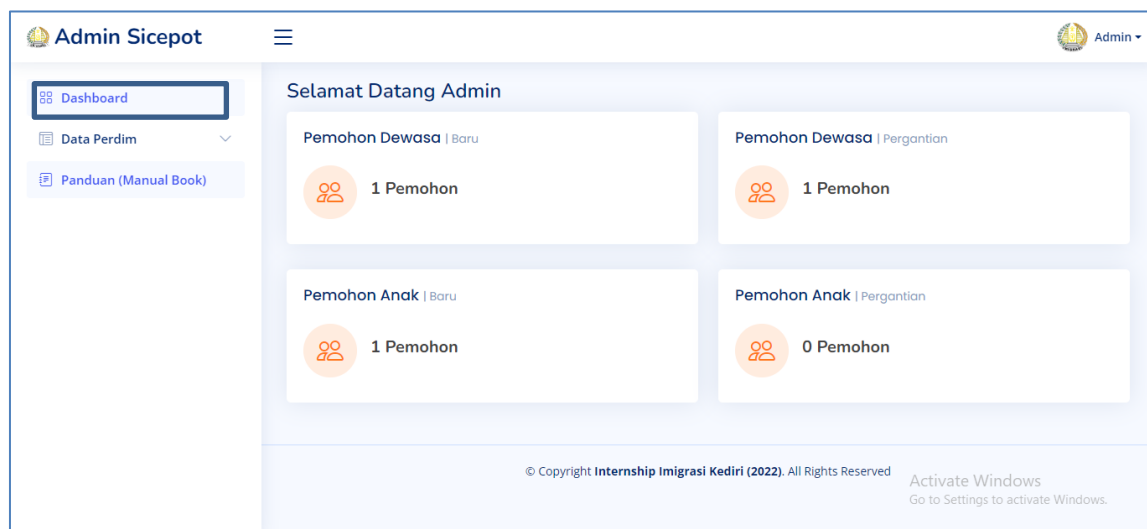 Admin Sicepot
Admin
Dashboard
Data Perdim
Panduan (Manual Book)
Selamat Datang Admin
Pemohon Dewasa | Baru
1 Pemohon
Pemohon Dewasa | Pergantian
1 Pemohon
Pemohon Anak | Baru
1 Pemohon
Pemohon Anak | Pergantian
0 Pemohon
© Copyright Internship Imigrasi Kediri (2022). All Rights Reserved
Activate Windows
Go to Settings to activate Windows.